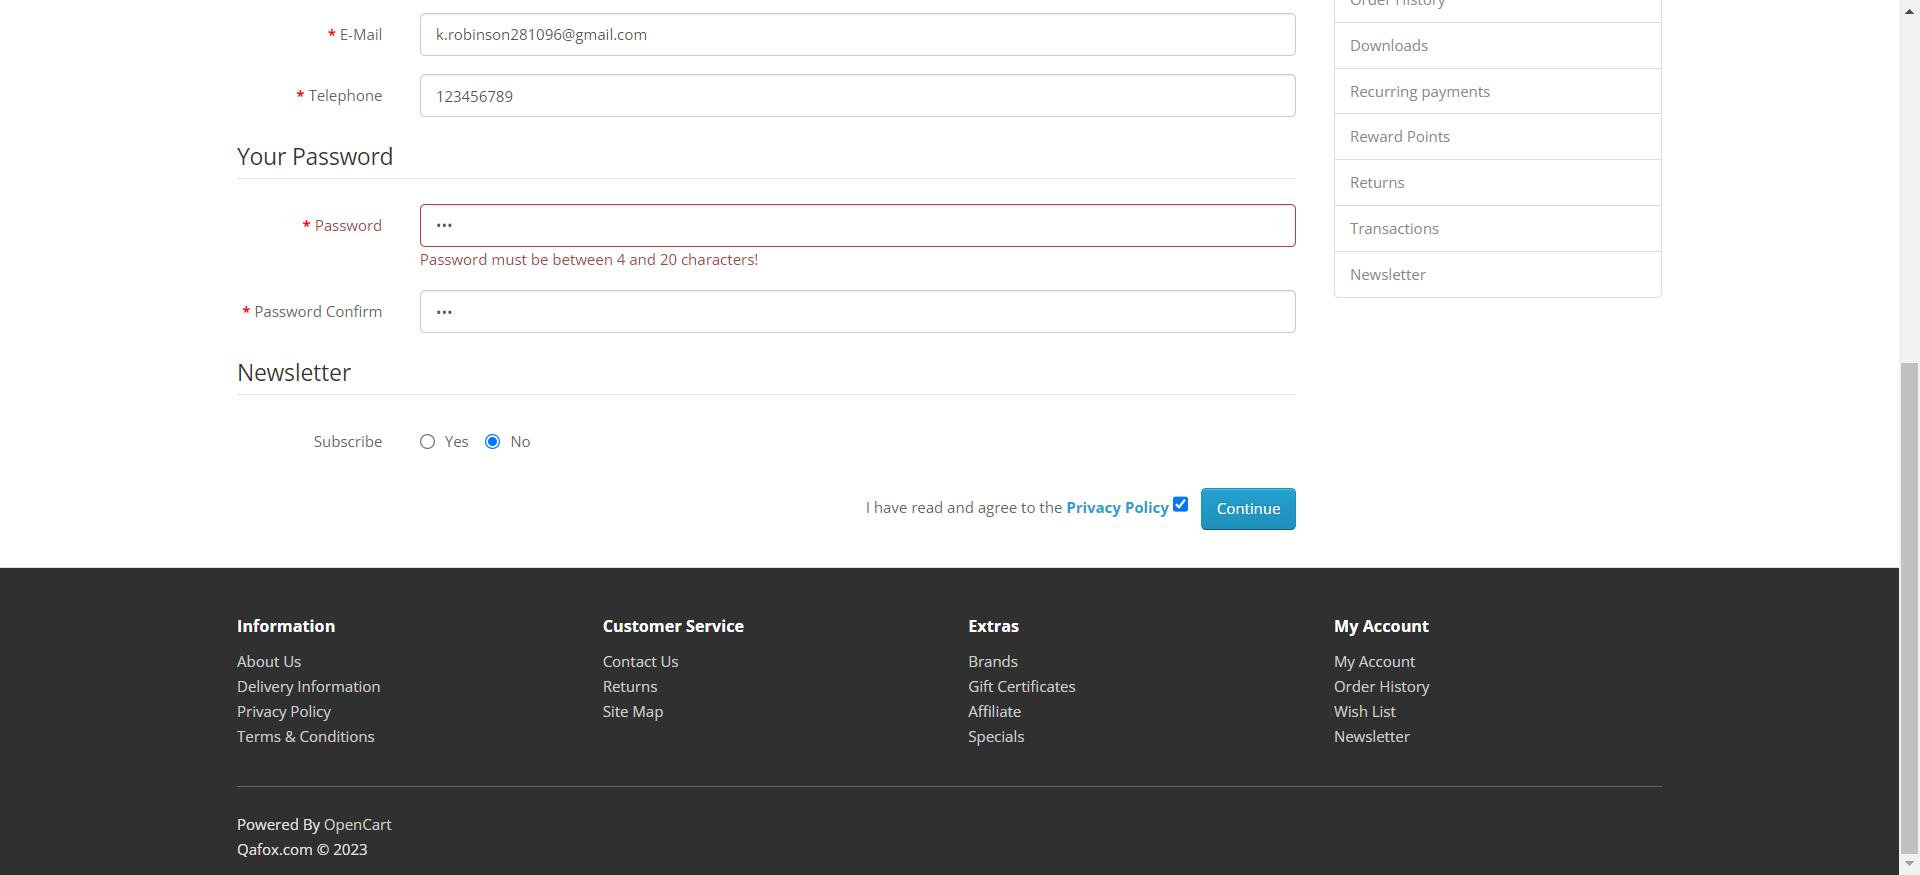 * E-Mail
k.robinson281096@gmail.com
* Telephone
123456789
Your Password
* Password
•••
Password must be between 4 and 20 characters!
* Password Confirm
•••
Newsletter
Subscribe
Yes
No
I have read and agree to the Privacy Policy
Continue
Order History
Downloads
Recurring payments
Reward Points
Returns
Transactions
Newsletter
Information
About Us
Delivery Information
Privacy Policy
Terms & Conditions
Customer Service
Contact Us
Returns
Site Map
Extras
Brands
Gift Certificates
Affiliate
Specials
My Account
My Account
Order History
Wish List
Newsletter
Powered By OpenCart
Qafox.com © 2023